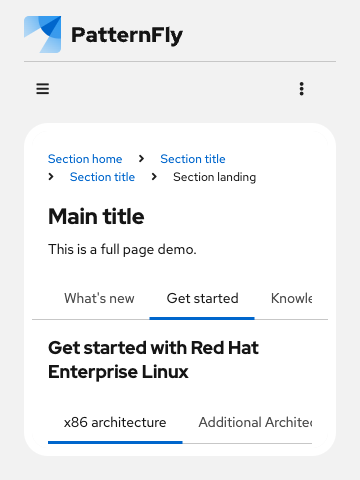 PatternFly
Section home > Section title
> Section title > Section landing
Main title
This is a full page demo.
What's new Get started Knowle
Get started with Red Hat
Enterprise Linux
x86 architecture Additional Architec